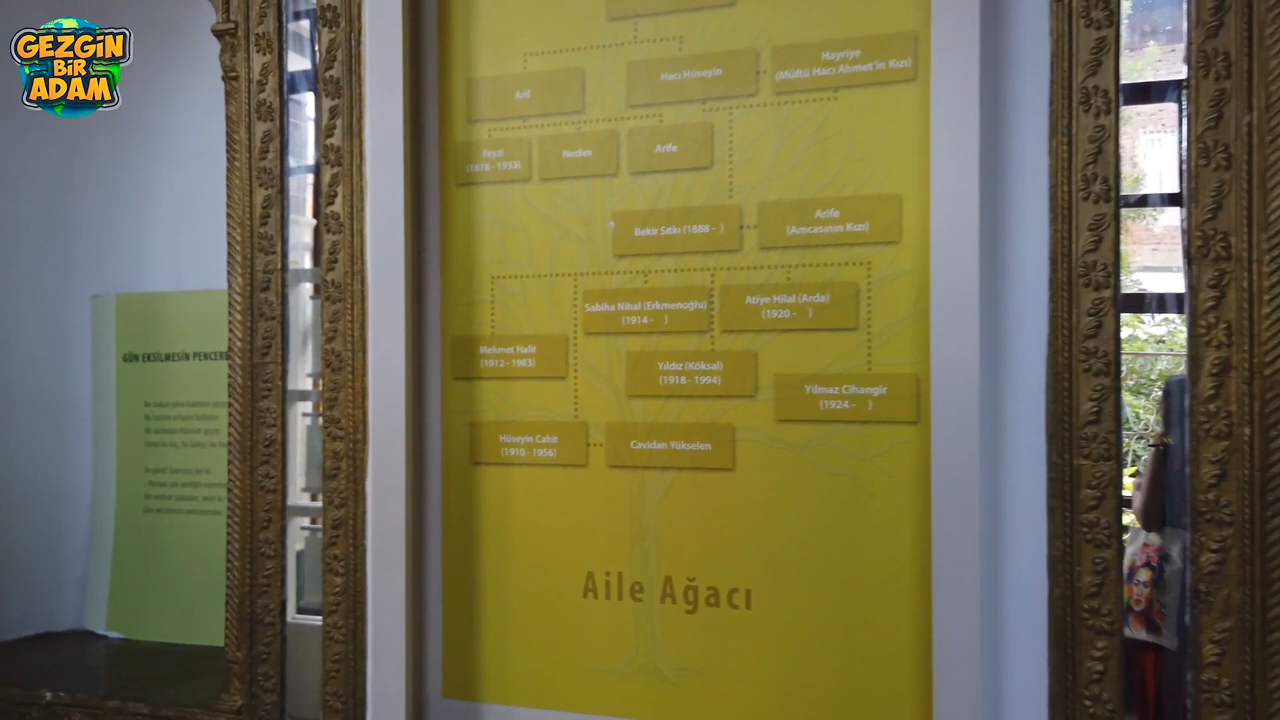 GEZGİN
BİR
ADAM
Arif
Hacı Hüseyin
Hayriye
(Müftü Hacı Ahmet'in Kızı)
Feyzi
(1878 - 1933)
Nedim
Arife
Bekir Sıtkı (1888 - )
Arife
(Amcasının Kızı)
Sabiha Nihal (Erkmenoğlu)
(1914 - )
Atiye Hilal (Arda)
(1920 - )
Mehmet Halit
(1912 - 1983)
Yıldız (Köksal)
(1918 - 1994)
Yılmaz Cihangir
(1924 - )
Hüseyin Cahit
(1910 - 1956)
Cavidan Yükselen
Aile Ağacı
GÜN EKSİLMESİN